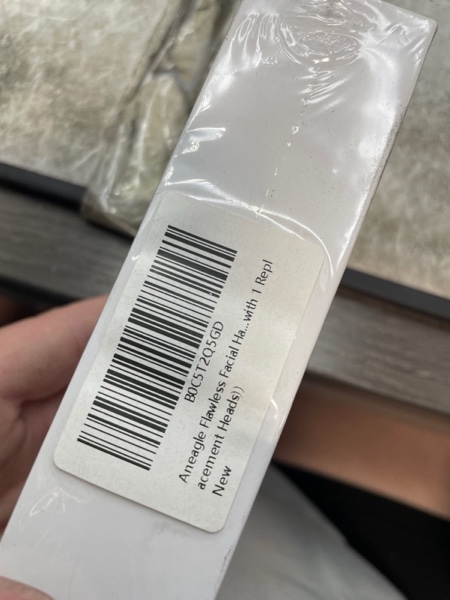 B0C5T2Q5GD
Aneagle Flawless Facial Ha...with 1 Repl
acement Heads))
New